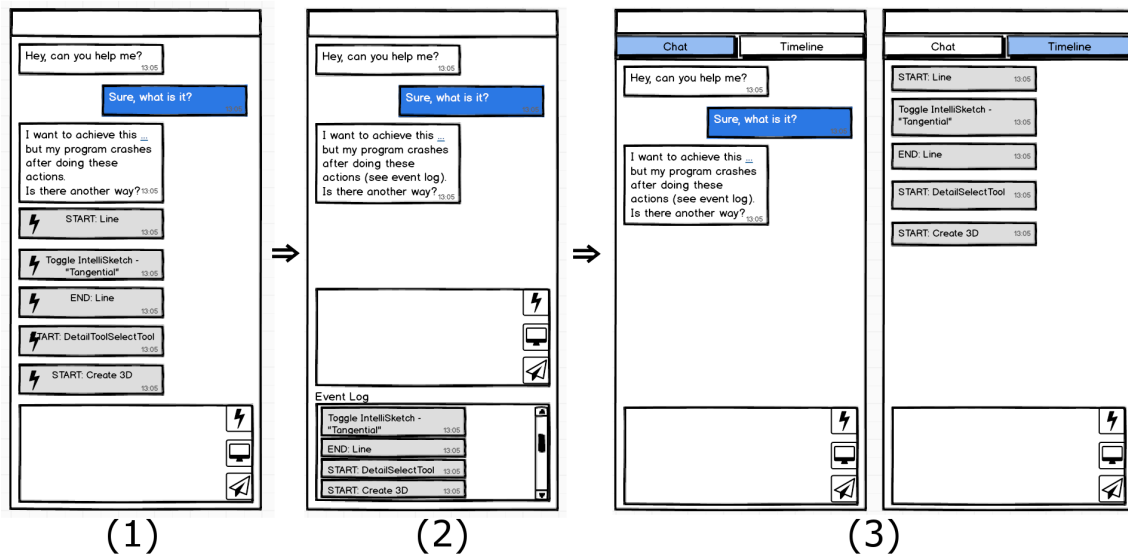 Hey, can you help me?
13:05
Sure, what is it?
13:05
I want to achieve this ...
but my program crashes
after doing these
actions.
Is there another way?
13:05
START: Line
13:05
Toggle IntelliSketch -
"Tangential"
13:05
END: Line
13:05
TART: DetailToolSelectTool
13:05
START: Create 3D
13:05
⇒
Hey, can you help me?
13:05
Sure, what is it?
13:05
I want to achieve this ...
but my program crashes
after doing these
actions (see event log).
Is there another way?
13:05
Event Log
Toggle IntelliSketch -
"Tangential"
13:05
END: Line
13:05
START: DetailSelectTool
13:05
START: Create 3D
13:05
⇒
Chat
Timeline
Hey, can you help me?
13:05
Sure, what is it?
13:05
I want to achieve this ...
but my program crashes
after doing these
actions (see event log).
Is there another way?
13:05
Chat
Timeline
START: Line
13:05
Toggle IntelliSketch -
"Tangential"
13:05
END: Line
13:05
START: DetailSelectTool
13:05
START: Create 3D
13:05
(1)
(2)
(3)